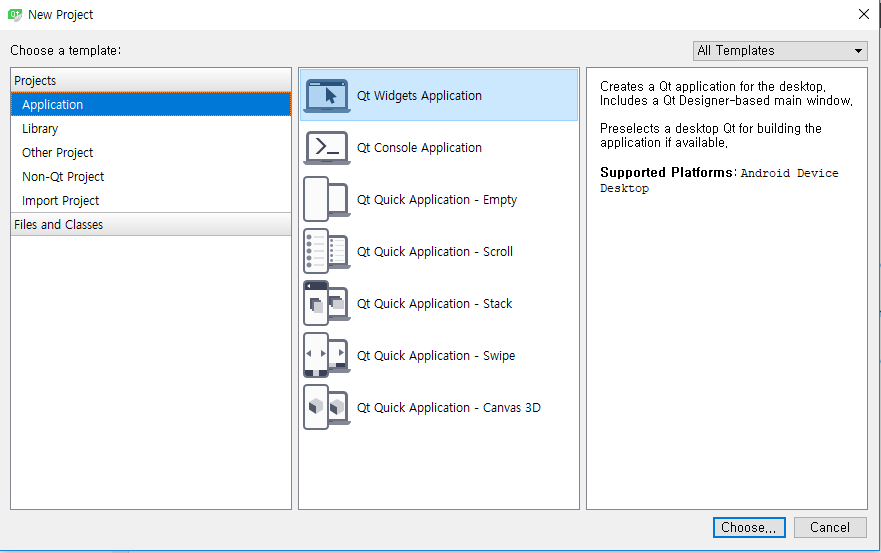 New Project
Choose a template:
All Templates
Projects
Application
Library
Other Project
Non-Qt Project
Import Project
Files and Classes
Qt Widgets Application
Qt Console Application
Qt Quick Application - Empty
Qt Quick Application - Scroll
Qt Quick Application - Stack
Qt Quick Application - Swipe
Qt Quick Application - Canvas 3D
Creates a Qt application for the desktop.
Includes a Qt Designer-based main window.
Preselects a desktop Qt for building the
application if available.
Supported Platforms: Android Device
Desktop
Choose...
Cancel